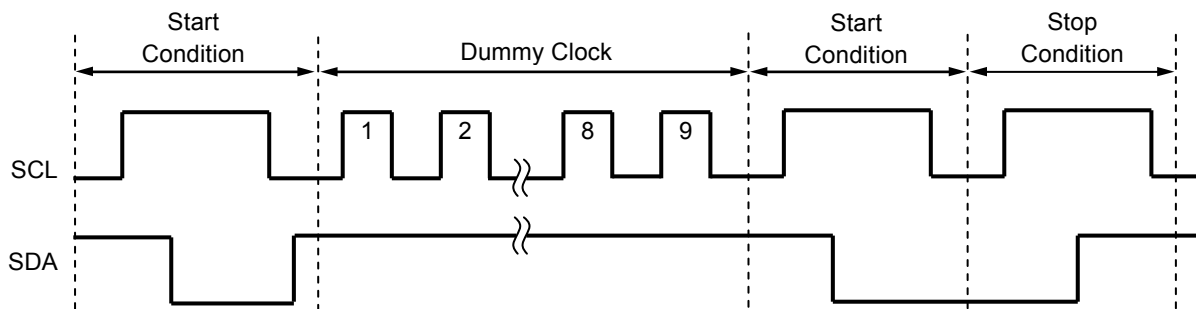 Start
Condition
Dummy Clock
Start
Condition
Stop
Condition
SCL
1 2 8 9
SDA